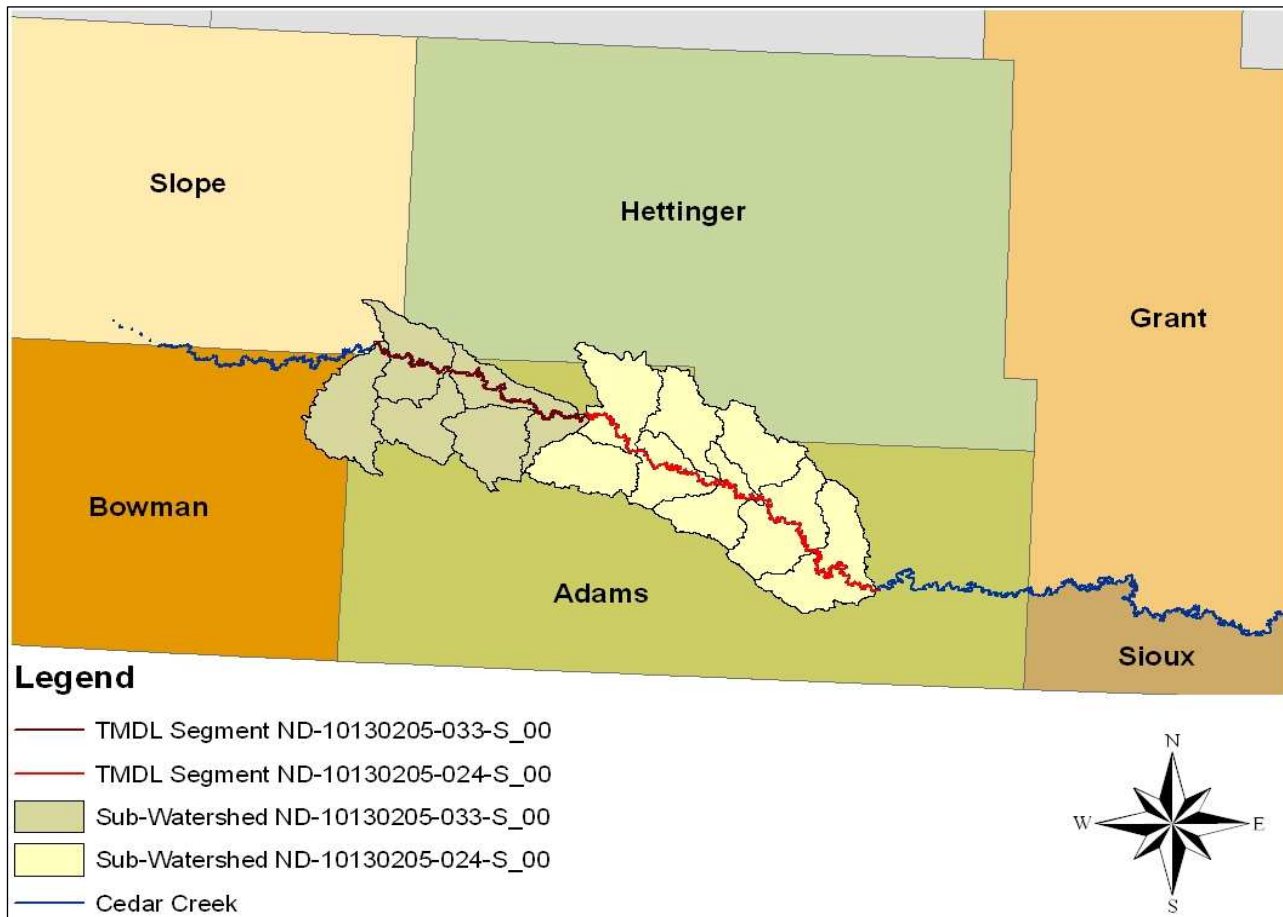 Slope
Hettinger
Grant
Bowman
Adams
Sioux
Legend
TMDL Segment ND-10130205-033-S_00
TMDL Segment ND-10130205-024-S_00
Sub-Watershed ND-10130205-033-S_00
Sub-Watershed ND-10130205-024-S_00
Cedar Creek
N
W E
S